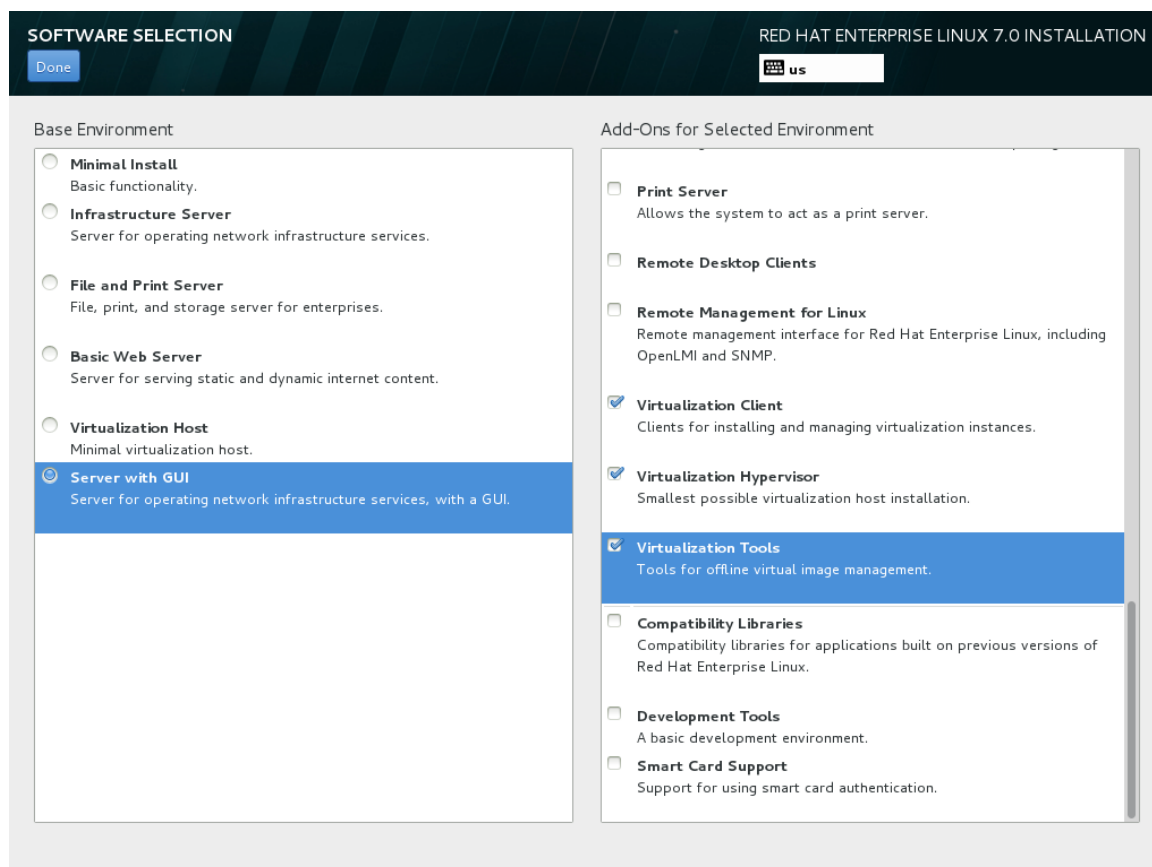 SOFTWARE SELECTION
Done
RED HAT ENTERPRISE LINUX 7.0 INSTALLATION
us
Base Environment
Minimal Install
Basic functionality.
Infrastructure Server
Server for operating network infrastructure services.
File and Print Server
File, print, and storage server for enterprises.
Basic Web Server
Server for serving static and dynamic internet content.
Virtualization Host
Minimal virtualization host.
Server with GUI
Server for operating network infrastructure services, with a GUI.
Add-Ons for Selected Environment
Print Server
Allows the system to act as a print server.
Remote Desktop Clients
Remote Management for Linux
Remote management interface for Red Hat Enterprise Linux, including
OpenLMI and SNMP.
Virtualization Client
Clients for installing and managing virtualization instances.
Virtualization Hypervisor
Smallest possible virtualization host installation.
Virtualization Tools
Tools for offline virtual image management.
Compatibility Libraries
Compatibility libraries for applications built on previous versions of
Red Hat Enterprise Linux.
Development Tools
A basic development environment.
Smart Card Support
Support for using smart card authentication.